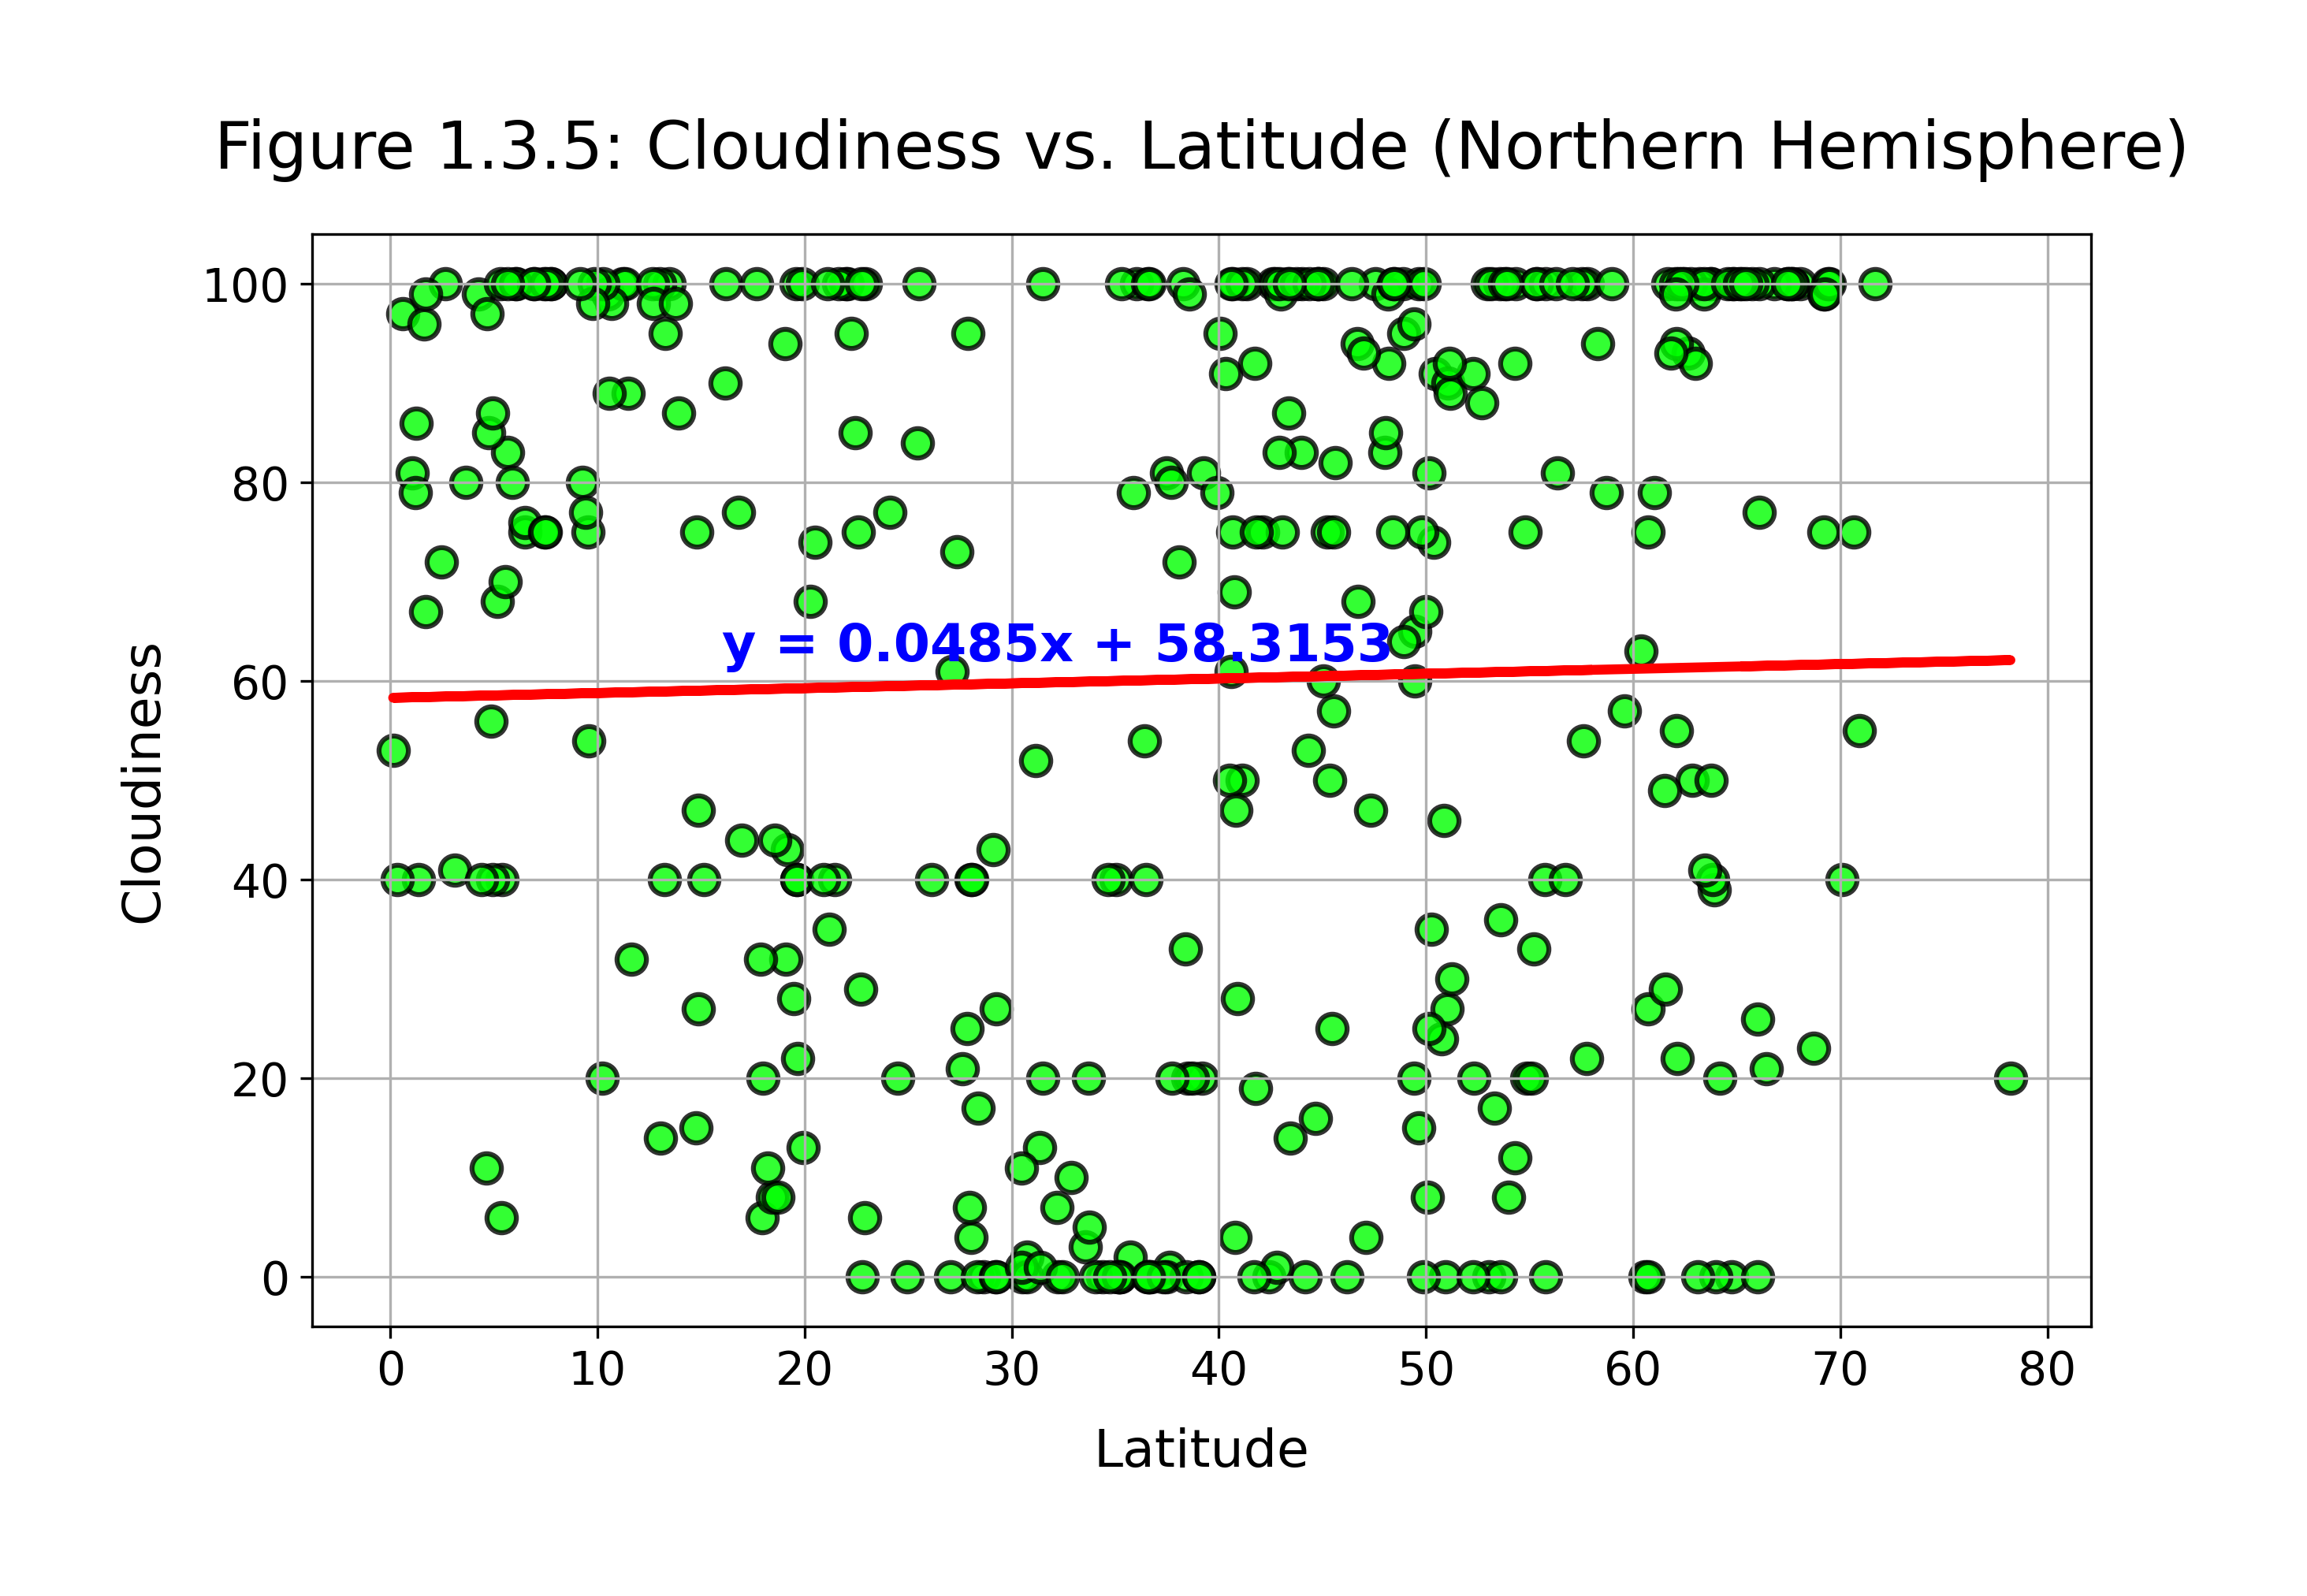 Figure 1.3.5: Cloudiness vs. Latitude (Northern Hemisphere)
100
80
60
40
20
0
Cloudiness
y = 0.0485x + 58.3153
0 10 20 30 40 50 60 70 80
Latitude